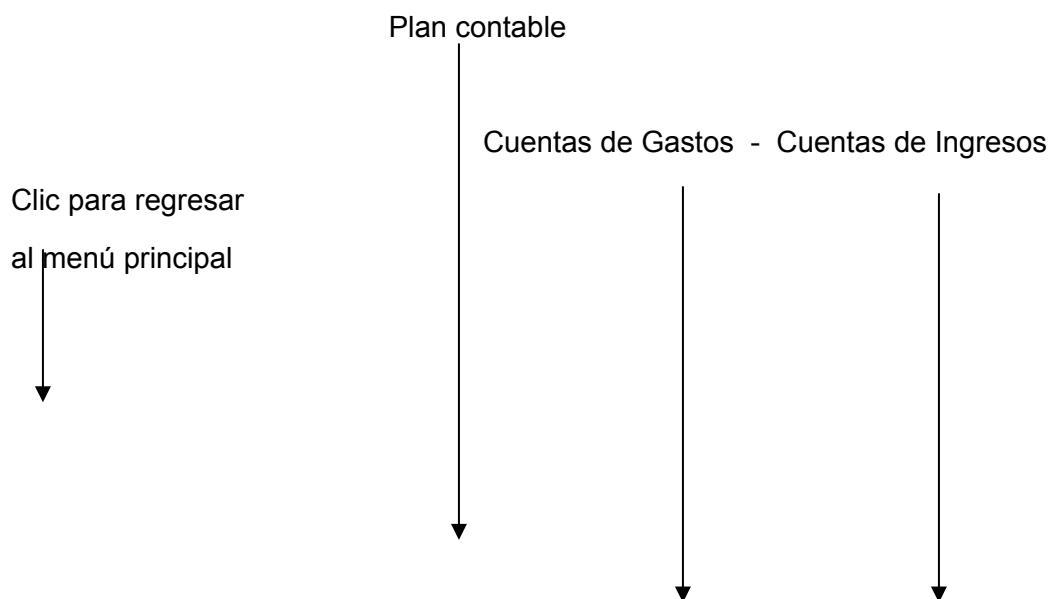 Plan contable
Cuentas de Gastos - Cuentas de Ingresos
Clic para regresar
al menú principal